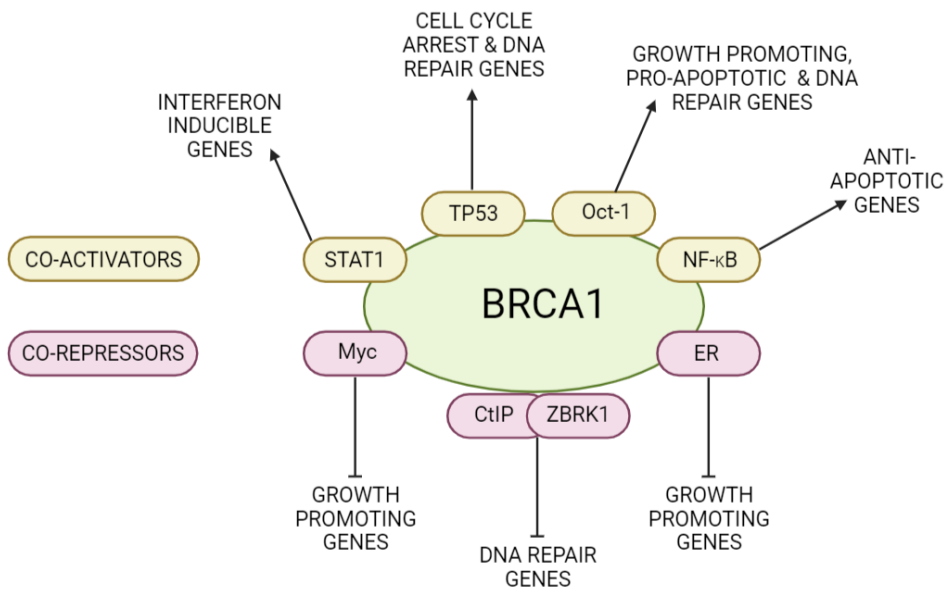 CELL CYCLE
ARREST & DNA
REPAIR GENES
GROWTH PROMOTING,
PRO-APOPTOTIC & DNA
REPAIR GENES
INTERFERON
INDUCIBLE
GENES
ANTI-
APOPTOTIC
GENES
TP53
Oct-1
CO-ACTIVATORS
STAT1
NF-κB
BRCA1
CO-REPRESSORS
Myc
ER
CtIP
ZBRK1
GROWTH
PROMOTING
GENES
GROWTH
PROMOTING
GENES
DNA REPAIR
GENES